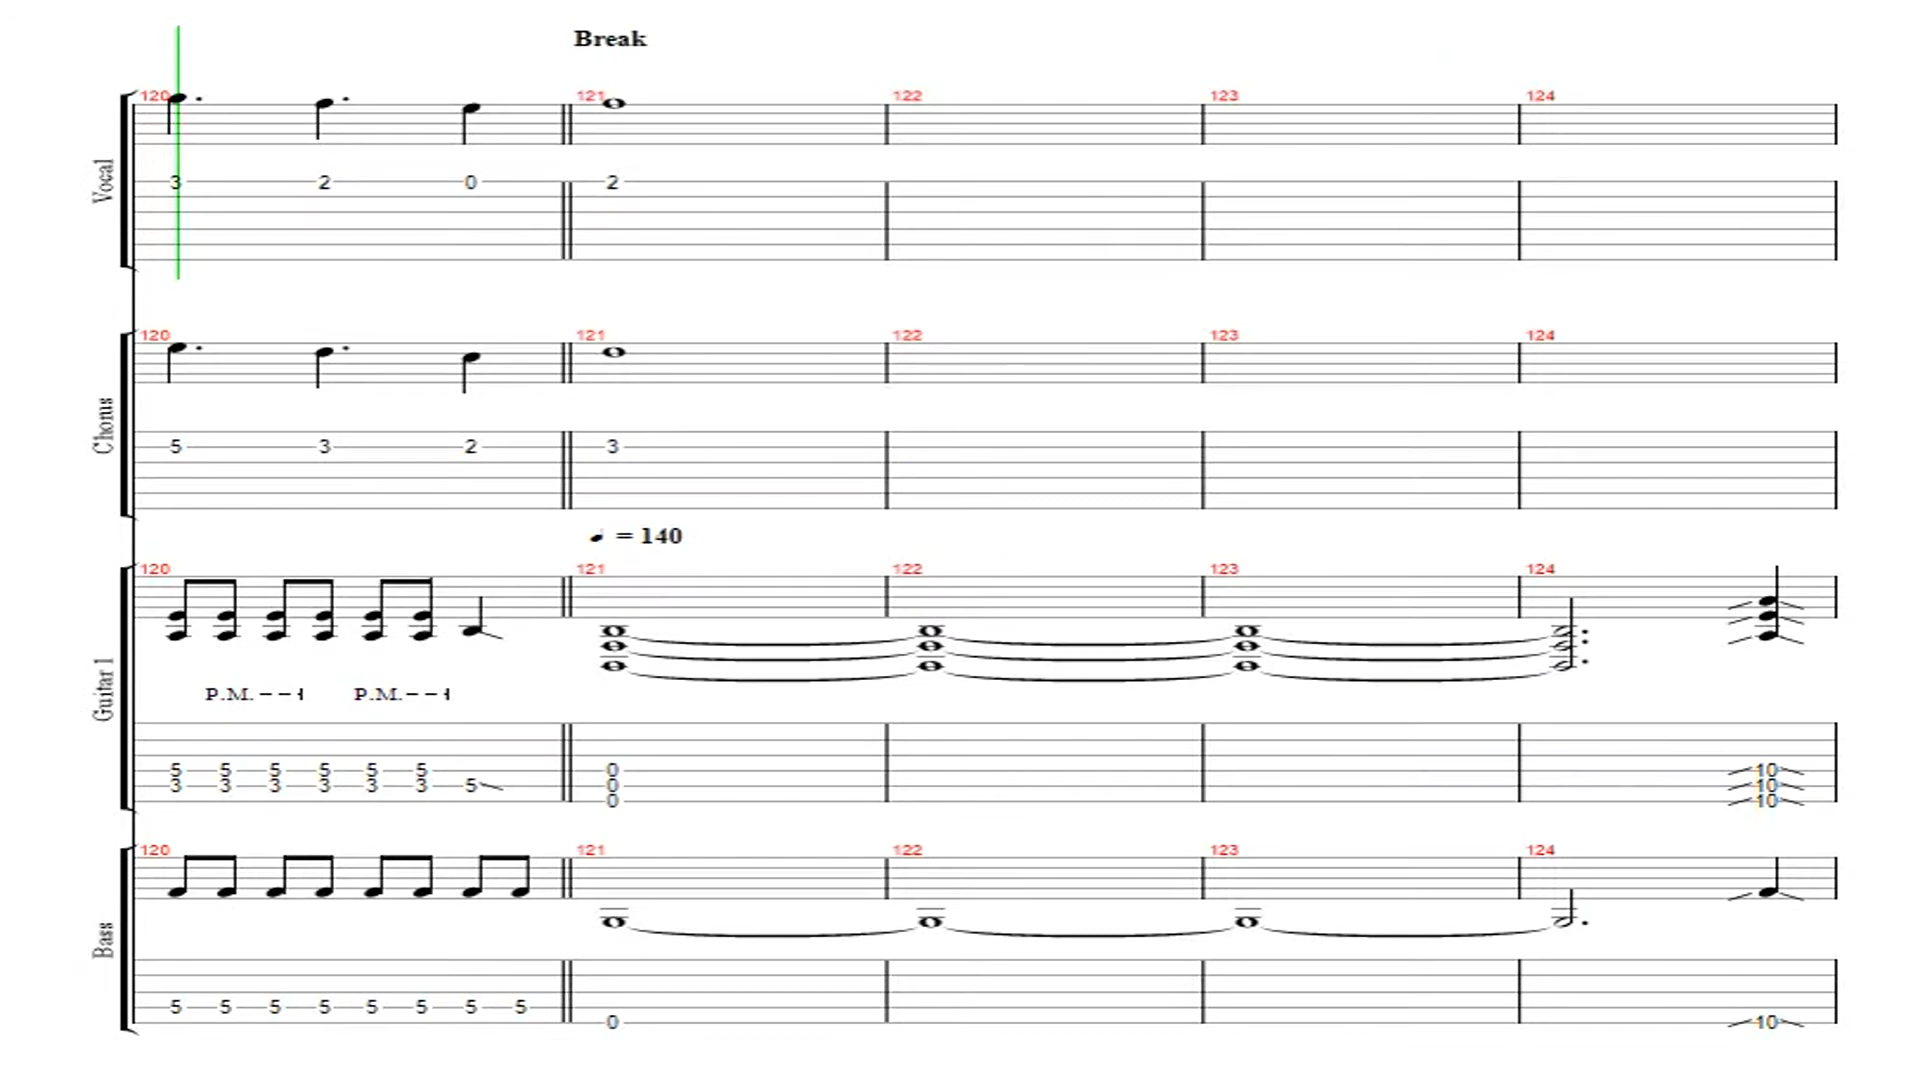 Break
120 121 122 123 124
Vocal
3 2 0 2
120 121 122 123 124
Chorus
5 3 2 3
= 140
120 121 122 123 124
Guitar 1
P.M. P.M.
5 5 5 5 5 5 0 10
3 3 3 3 3 3 5 0 10
0 10
120 121 122 123 124
Bass
5 5 5 5 5 5 5 5
0 10